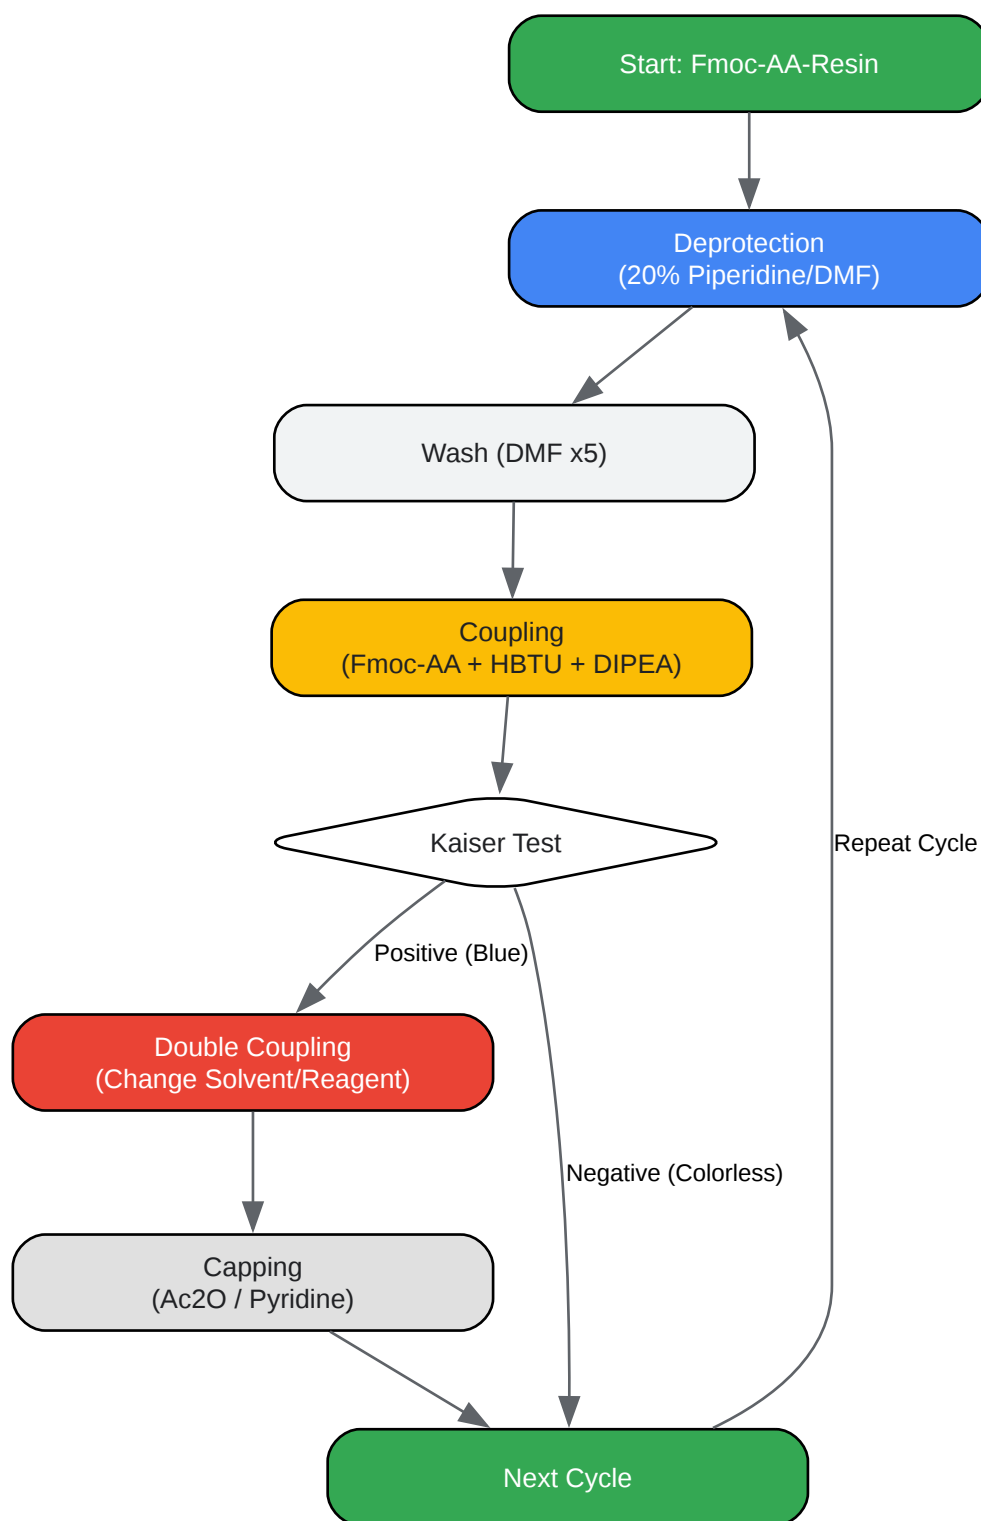 Start: Fmoc-AA-Resin
Deprotection
(20% Piperidine/DMF)
Wash (DMF x5)
Coupling
(Fmoc-AA + HBTU + DIPEA)
Kaiser Test
Repeat Cycle
Positive (Blue)
Double Coupling
(Change Solvent/Reagent)
Negative (Colorless)
Capping
(Ac2O / Pyridine)
Next Cycle